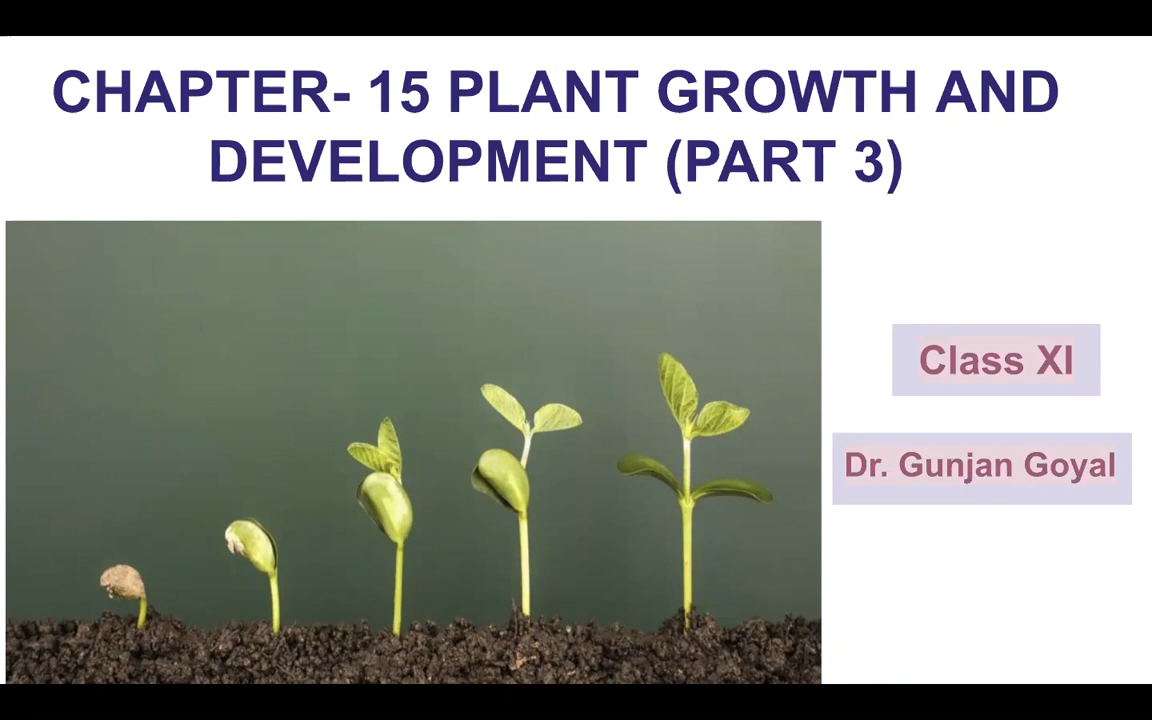 CHAPTER- 15 PLANT GROWTH AND
DEVELOPMENT (PART 3)
Class XI
Dr. Gunjan Goyal